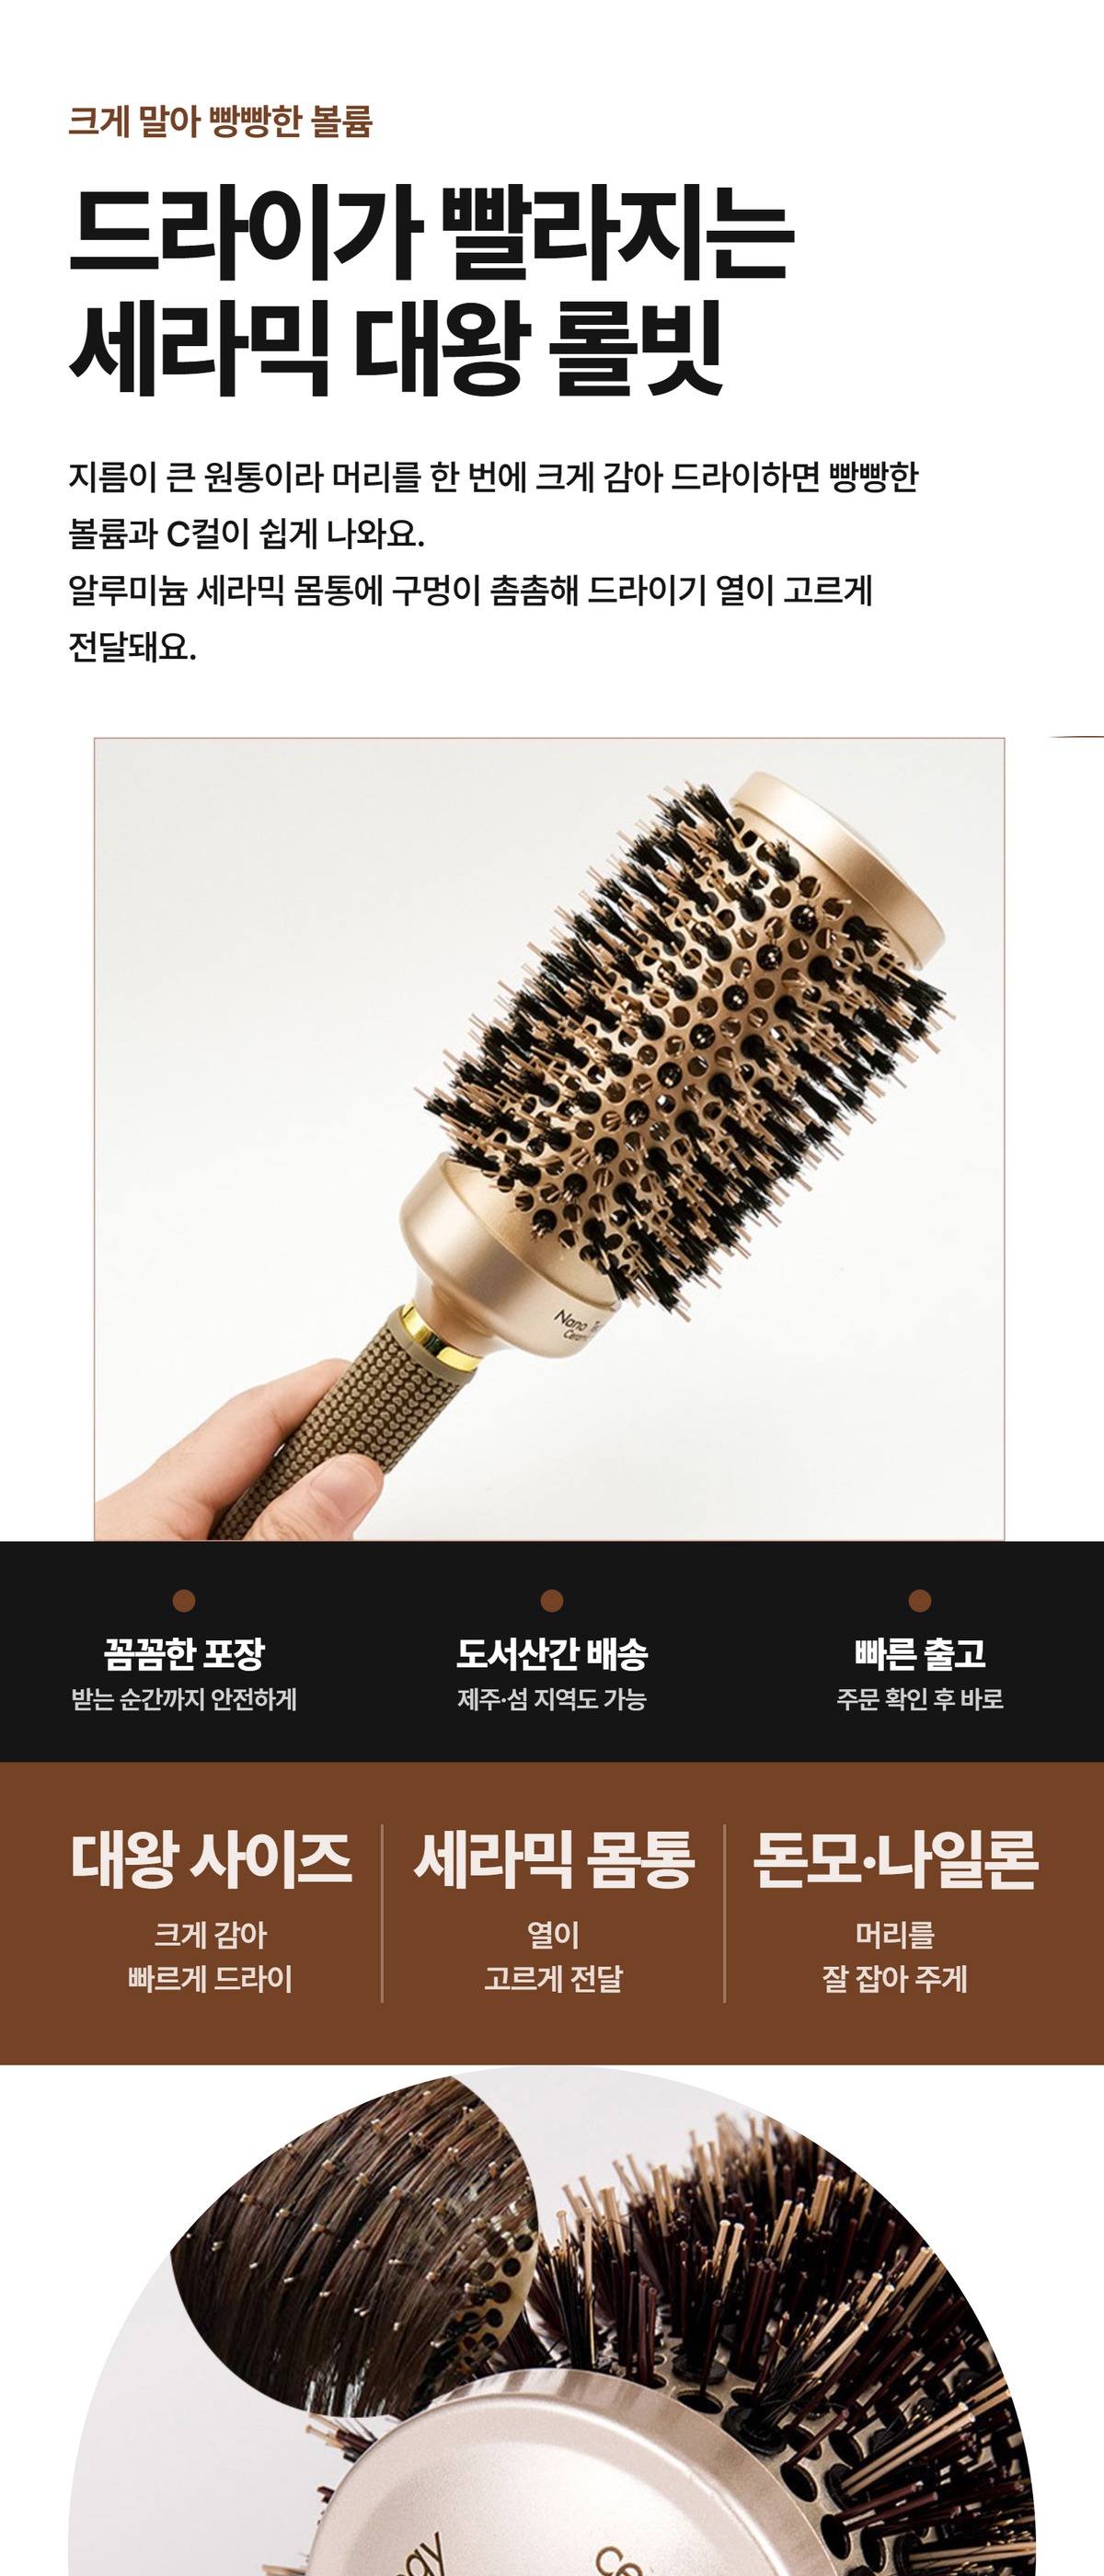 크게 말아 빵빵한 볼륨
드라이가 빨라지는
세라믹 대왕 롤빗
지름이 큰 원통이라 머리를 한 번에 크게 감아 드라이하면 빵빵한
볼륨과 C컬이 쉽게 나와요.
알루미늄 세라믹 몸통에 구멍이 촘촘해 드라이기 열이 고르게
전달돼요.
Nano
꼼꼼한 포장
받는 순간까지 안전하게
도서산간 배송
제주·섬 지역도 가능
빠른 출고
주문 확인 후 바로
대왕 사이즈
크게 감아
빠르게 드라이
세라믹 몸통
열이
고르게 전달
돈모·나일론
머리를
잘 잡아 주게